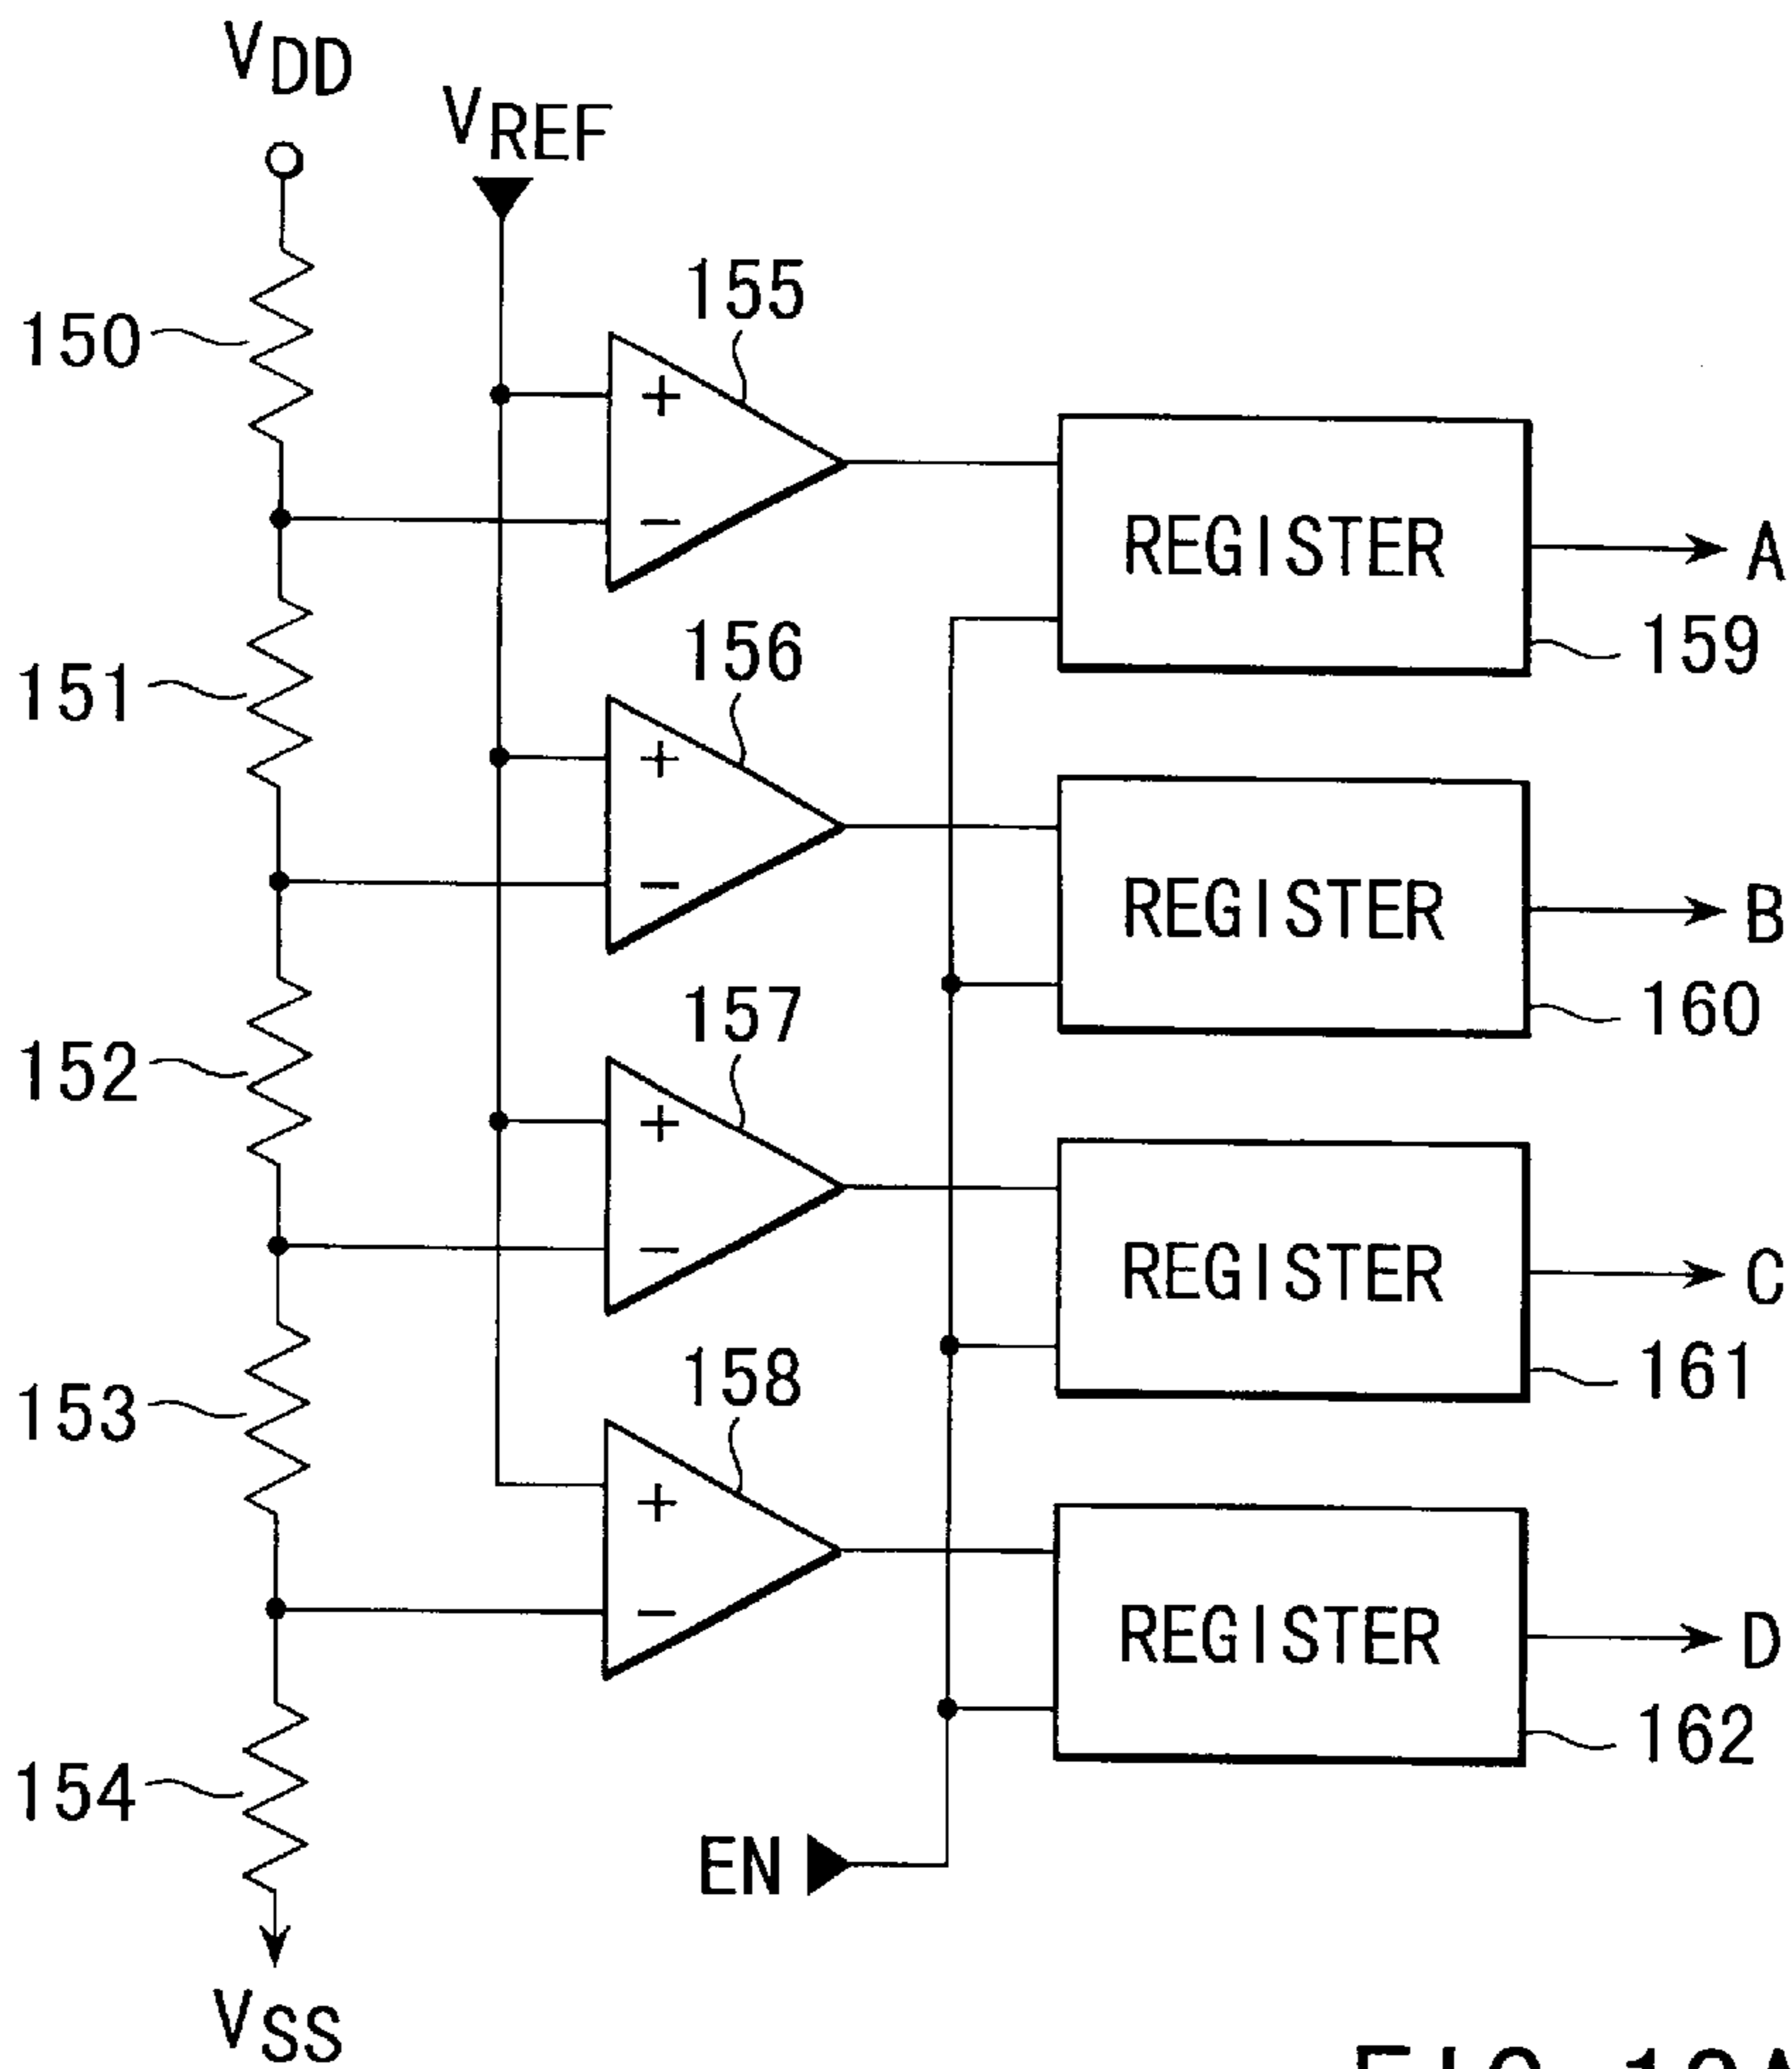 VDD
VREF
150
155
REGISTER
A
151
156
159
REGISTER
B
152
157
160
REGISTER
C
153
158
161
REGISTER
D
154
162
EN
VSS